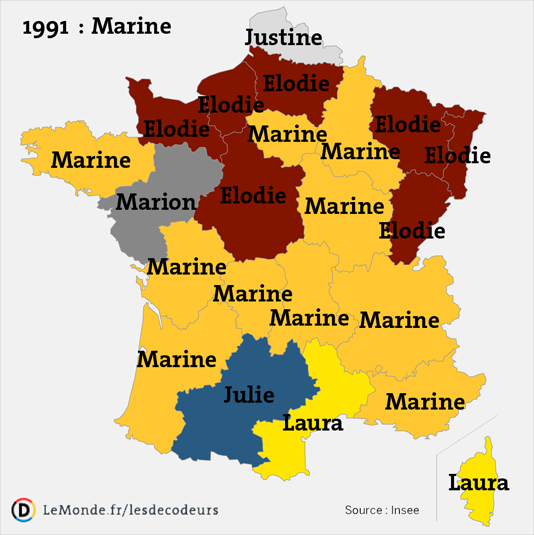 1991 : Marine
Justine
Elodie
Elodie
Elodie
Elodie
Marine
Marine
Elodie
Marine
Elodie
Marion
Marine
Elodie
Marine
Marine
Marine
Marine
Marine
Julie
Marine
Laura
Laura
LeMonde.fr/lesdecodeurs
Source : Insee